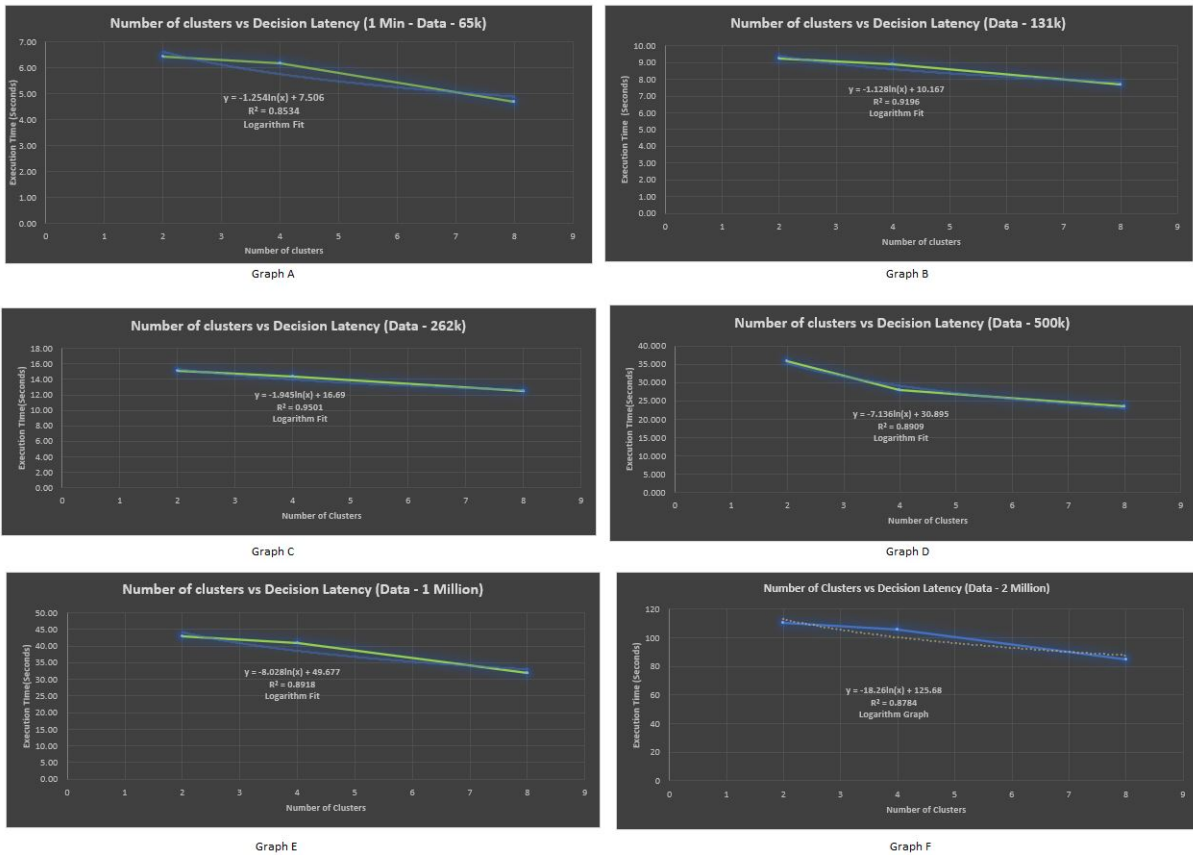 Number of clusters vs Decision Latency (1 Min - Data - 65k)
7.00
6.00
5.00
4.00
3.00
2.00
1.00
0.00
Execution Time (Seconds)
y = -1.254ln(x) + 7.506
R² = 0.8534
Logarithm Fit
0 1 2 3 4 5 6 7 8 9
Number of clusters
Graph A
Number of clusters vs Decision Latency (Data - 131k)
10.00
9.00
8.00
7.00
6.00
5.00
4.00
3.00
2.00
1.00
0.00
Execution Time (Seconds)
y = -1.128ln(x) + 10.167
R² = 0.9196
Logarithm Fit
0 1 2 3 4 5 6 7 8 9
Number of clusters
Graph B
Number of clusters vs Decision Latency (Data - 262k)
18.00
16.00
14.00
12.00
10.00
8.00
6.00
4.00
2.00
0.00
Execution Time(Seconds)
y = -1.945ln(x) + 16.69
R² = 0.9501
Logarithm Fit
0 1 2 3 4 5 6 7 8 9
Number of Clusters
Graph C
Number of clusters vs Decision Latency (Data - 500k)
40.000
35.000
30.000
25.000
20.000
15.000
10.000
5.000
0.000
Execution Time (Seconds)
y = -7.136ln(x) + 30.895
R² = 0.8909
Logarithm Fit
0 1 2 3 4 5 6 7 8 9
Number of Clusters
Graph D
Number of clusters vs Decision Latency (Data - 1 Million)
50.00
45.00
40.00
35.00
30.00
25.00
20.00
15.00
10.00
5.00
0.00
Execution TIme(Seconds)
y = -8.028ln(x) + 49.677
R² = 0.8918
Logarithm Fit
0 1 2 3 4 5 6 7 8 9
Number of Clusters
Graph E
Number of Clusters vs Decision Latency (Data - 2 Million)
120
100
80
60
40
20
0
Execution Time (Seconds)
y = -18.26ln(x) + 125.68
R² = 0.8784
Logarithm Graph
0 1 2 3 4 5 6 7 8 9
Number of Clusters
Graph F